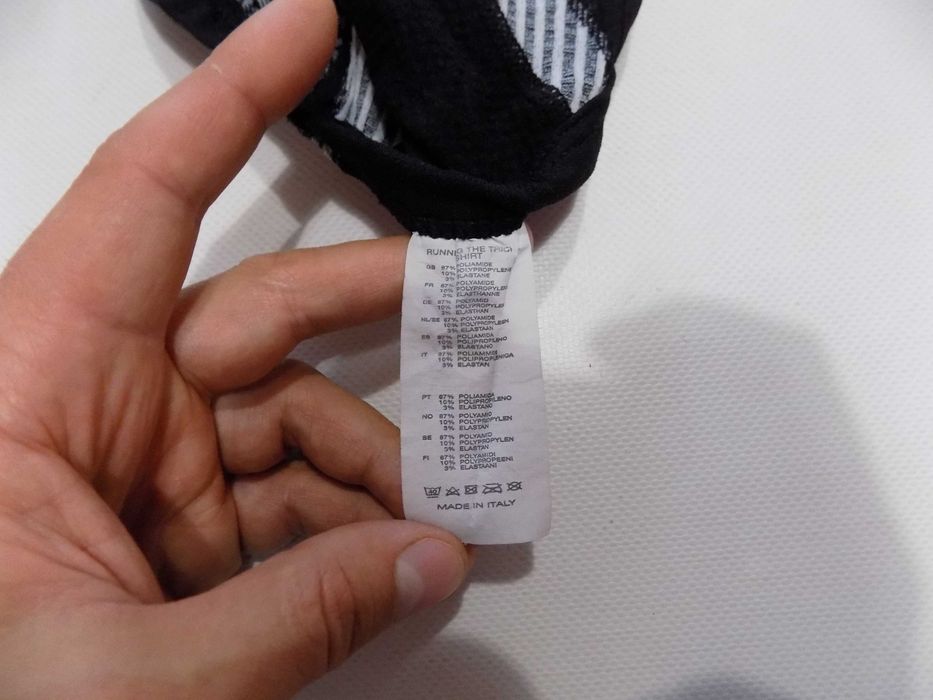 RUNNING THE TRICK
SHIRT
GB 87% POLIAMIDE
10% POLYPROPYLENE
3% ELASTANE
FR 87% POLYAMIDE
10% POLYPROPYLEN
3% ELASTHANNE
DE 87% POLYAMID
10% POLYPROPYLEN
3% ELASTHAN
NL/BE 87% POLYAMIDE
10% POLYPROPYLEEN
3% ELASTAAN
ES 87% POLIAMIDA
10% POLIPROPILENO
3% ELASTANO
IT 87% POLIAMMIDE
10% POLIPROPILENICA
3% ELASTAN
PT 87% POLIAMIDA
10% POLIPROPILENO
3% ELASTANO
NO 87% POLYAMID
10% POLYPROPYLEN
3% ELASTAN
SE 87% POLYAMID
10% POLYPROPYLEN
3% ELASTAN
FI 87% POLYAMIDI
10% POLYPROPEENI
3% ELASTAANI
40
MADE IN ITALY